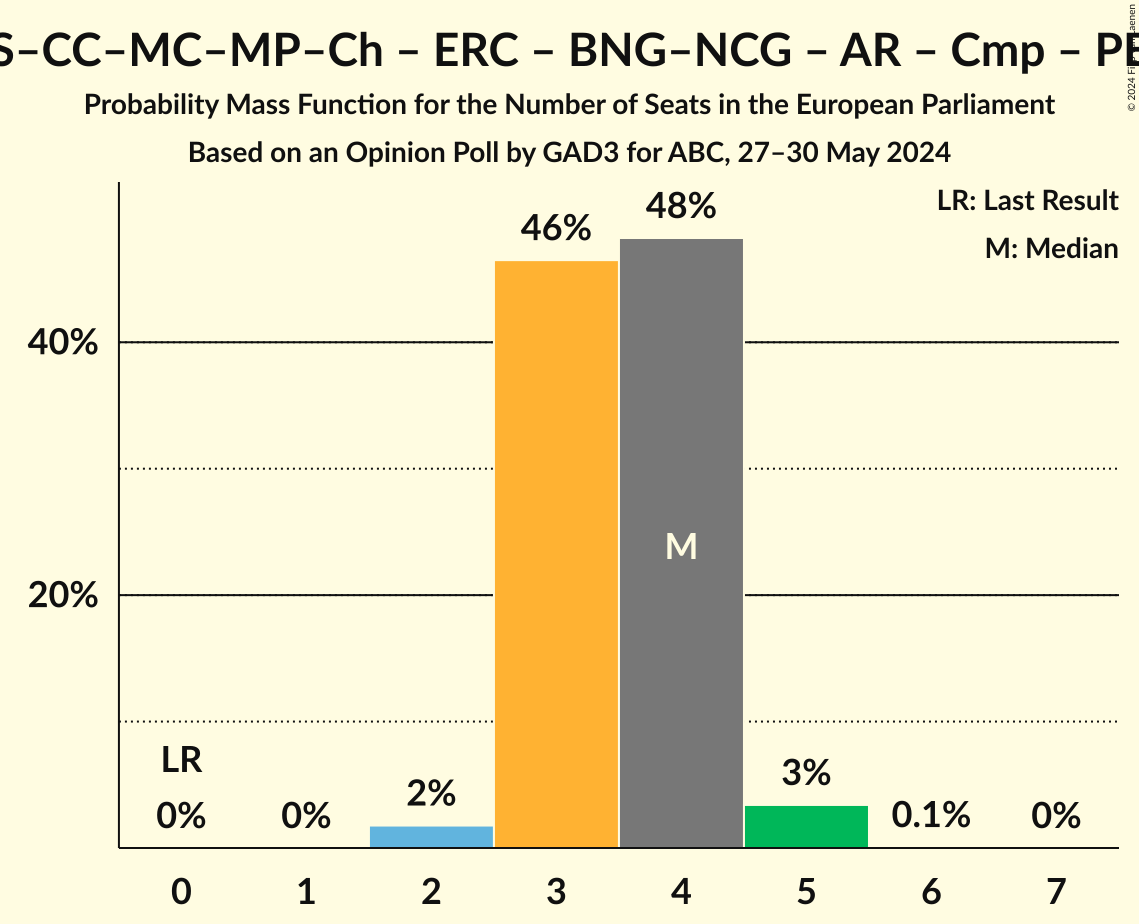 S–CC–MC–MP–Ch – ERC – BNG–NCG – AR – Cmp –
Probability Mass Function for the Number of Seats in the European Parliament
Based on an Opinion Poll by GAD3 for ABC, 27–30 May 2024
© 2024
LR: Last Result
M: Median
48%
46%
40%
M
20%
LR
3%
2%
0% 0% 0.1% 0%
0 1 2 3 4 5 6 7